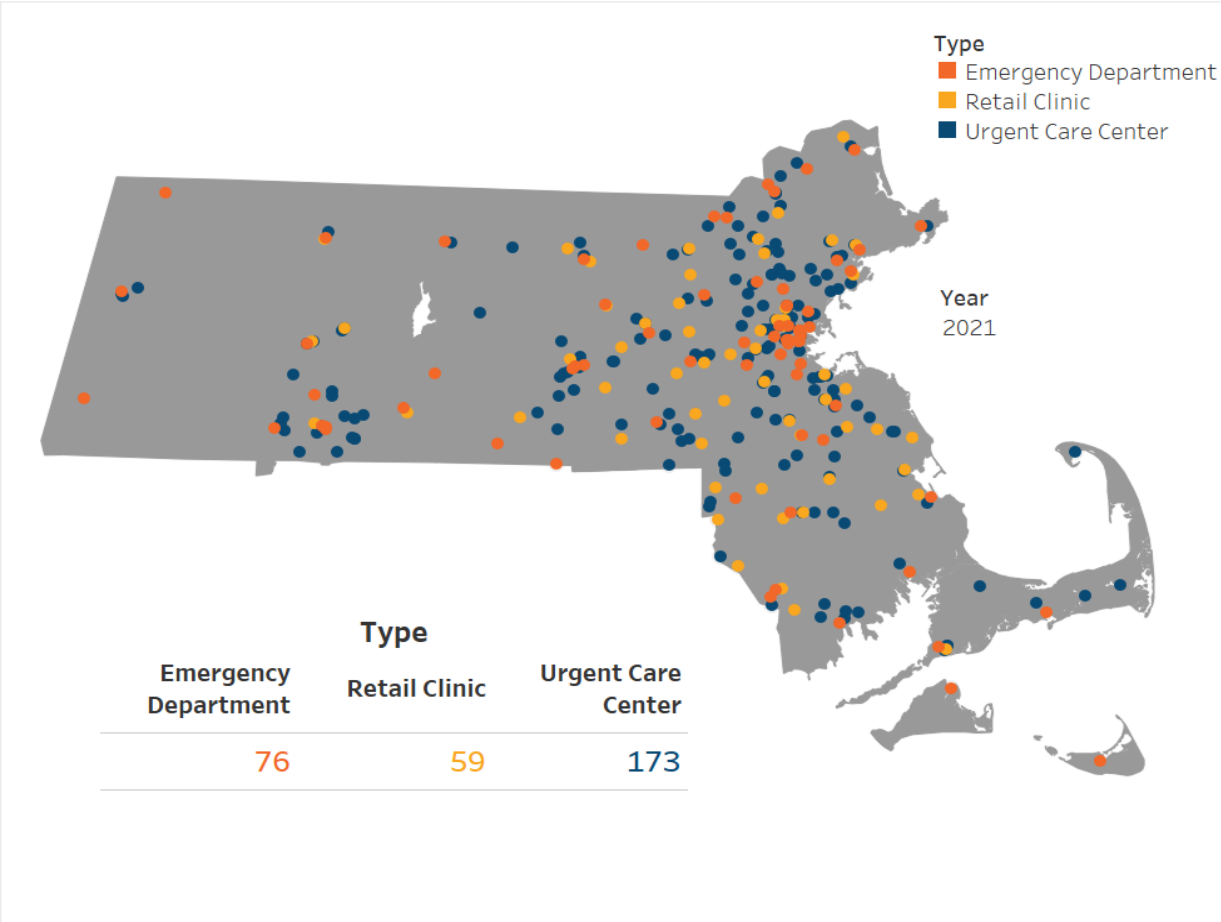 Type
Emergency Department
Retail Clinic
Urgent Care Center
Year
2021
Type
Emergency
Department
Retail Clinic
Urgent Care
Center
76 59 173